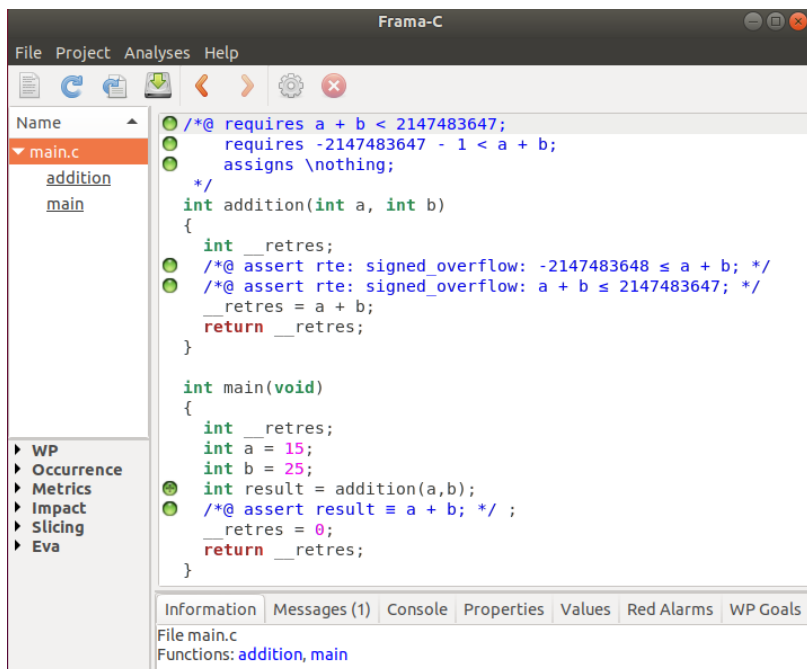 Frama-C
File Project Analyses Help
Name
main.c
addition
main
WP
Occurrence
Metrics
Impact
Slicing
Eva
/*@ requires a + b < 2147483647;
requires -2147483647 - 1 < a + b;
assigns \nothing;
*/
int addition(int a, int b)
{
int __retres;
/*@ assert rte: signed_overflow: -2147483648 ≤ a + b; */
/*@ assert rte: signed_overflow: a + b ≤ 2147483647; */
__retres = a + b;
return __retres;
}
int main(void)
{
int __retres;
int a = 15;
int b = 25;
int result = addition(a,b);
/*@ assert result ≡ a + b; */ ;
__retres = 0;
return __retres;
}
Information Messages (1) Console Properties Values Red Alarms WP Goals
File main.c
Functions: addition, main